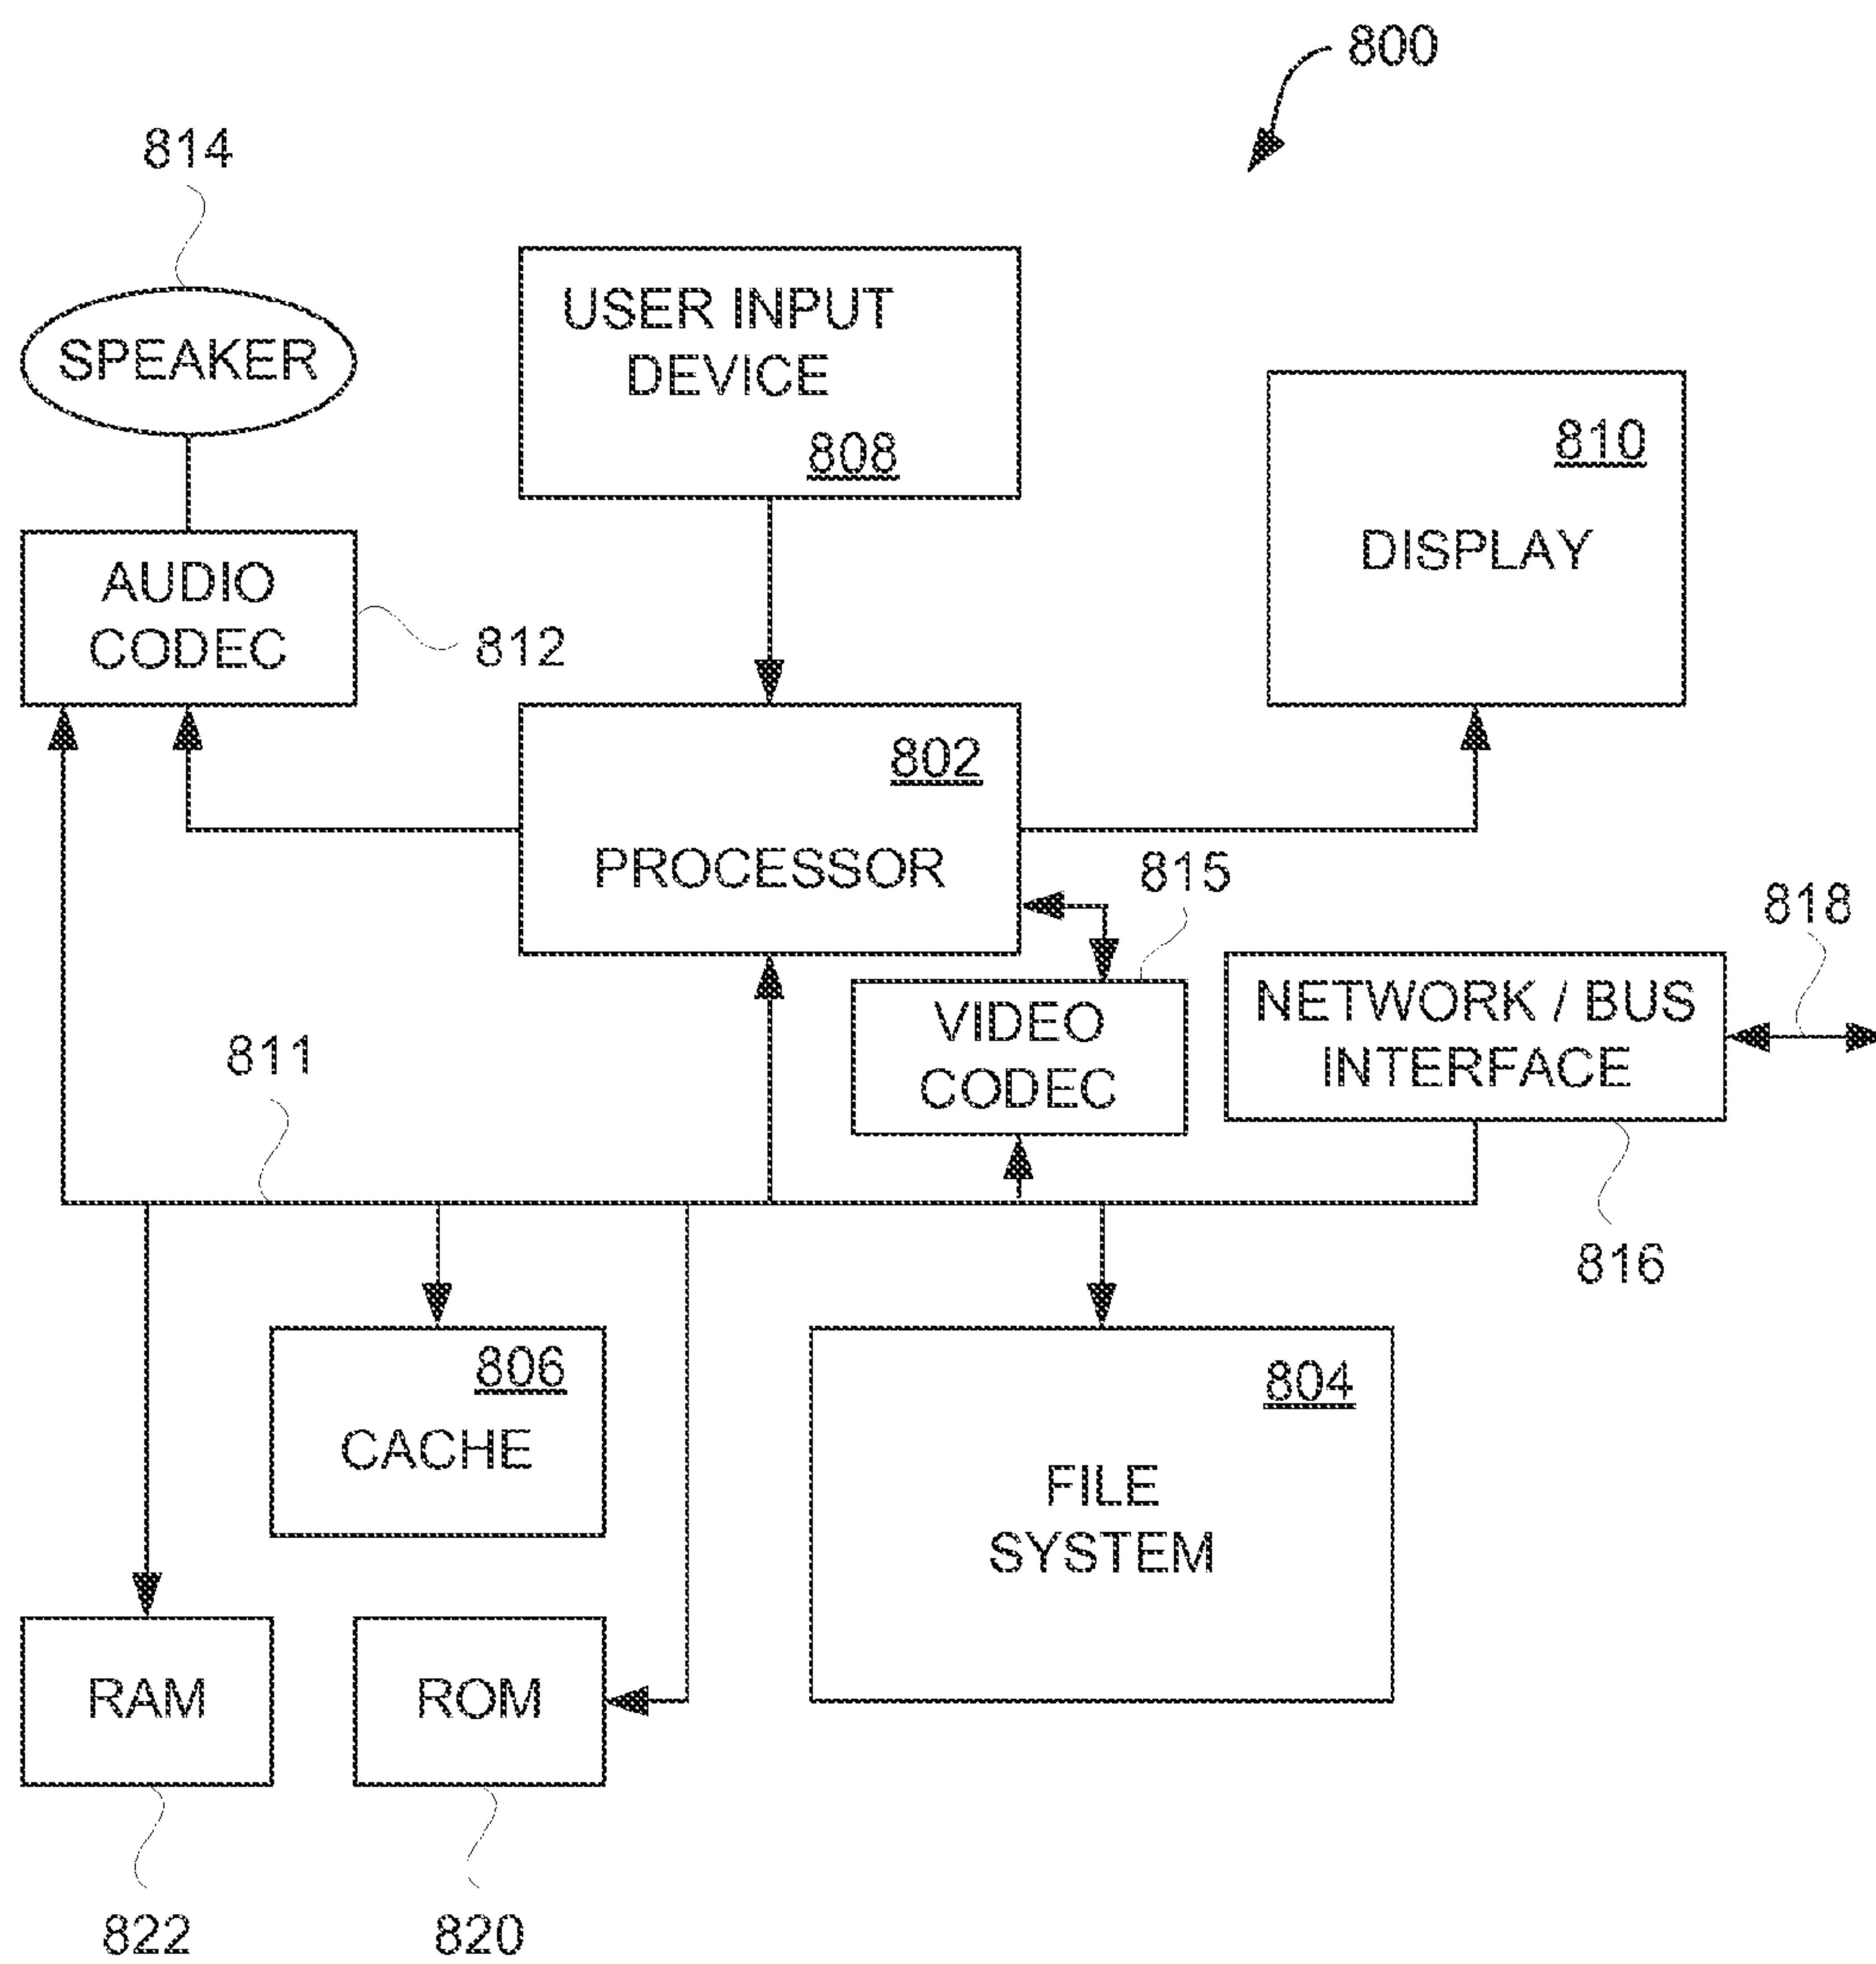 800
814
SPEAKER
USER INPUT
DEVICE
808
810
DISPLAY
AUDIO
CODEC
812
802
PROCESSOR
815
818
VIDEO
CODEC
NETWORK / BUS
INTERFACE
811
816
806
CACHE
804
FILE
SYSTEM
RAM
ROM
822
820